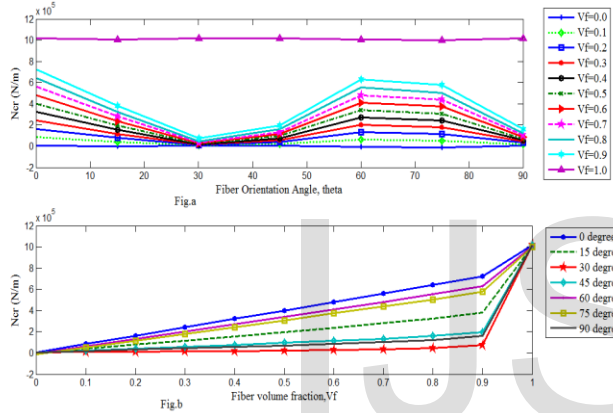 x 10^5
12
10
8
6
4
2
0
-2
Ncr (N/m)
0 10 20 30 40 50 60 70 80 90
Fiber Orientation Angle, theta
Fig.a
Vf=0.0
Vf=0.1
Vf=0.2
Vf=0.3
Vf=0.4
Vf=0.5
Vf=0.6
Vf=0.7
Vf=0.8
Vf=0.9
Vf=1.0
x 10^5
12
10
8
6
4
2
0
-2
Ncr (N/m)
0 0.1 0.2 0.3 0.4 0.5 0.6 0.7 0.8 0.9 1
Fiber volume fraction,Vf
Fig.b
0 degree
15 degre
30 degre
45 degre
60 degre
75 degre
90 degre
IJS